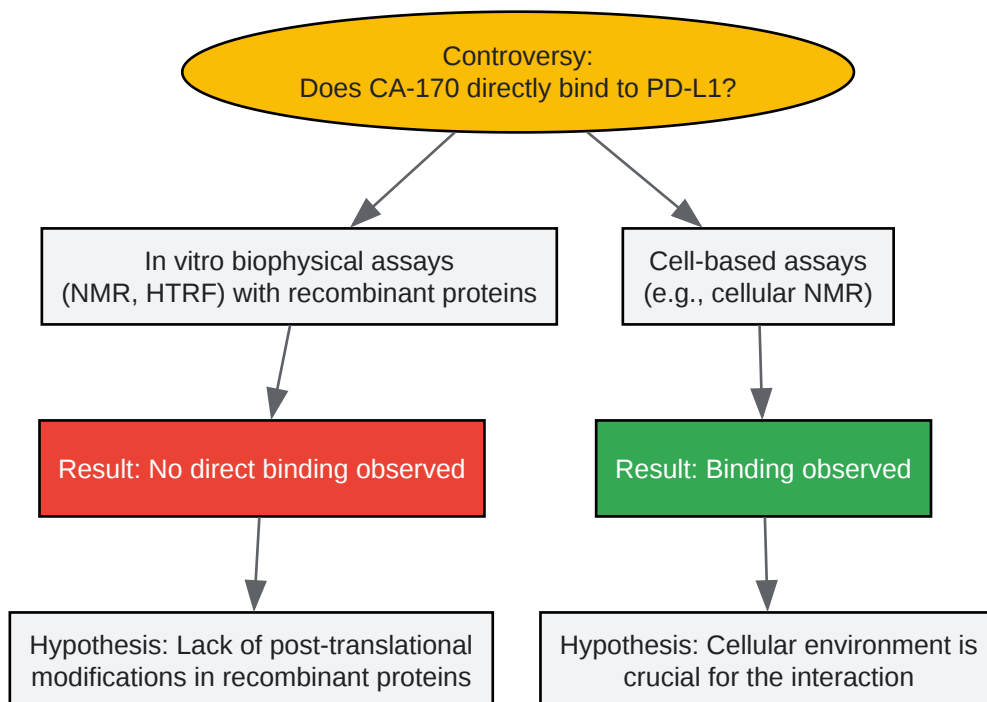 Controversy:
Does CA-170 directly bind to PD-L1?
In vitro biophysical assays
(NMR, HTRF) with recombinant proteins
Cell-based assays
(e.g., cellular NMR)
Result: No direct binding observed
Result: Binding observed
Hypothesis: Lack of post-translational
modifications in recombinant proteins
Hypothesis: Cellular environment is
crucial for the interaction